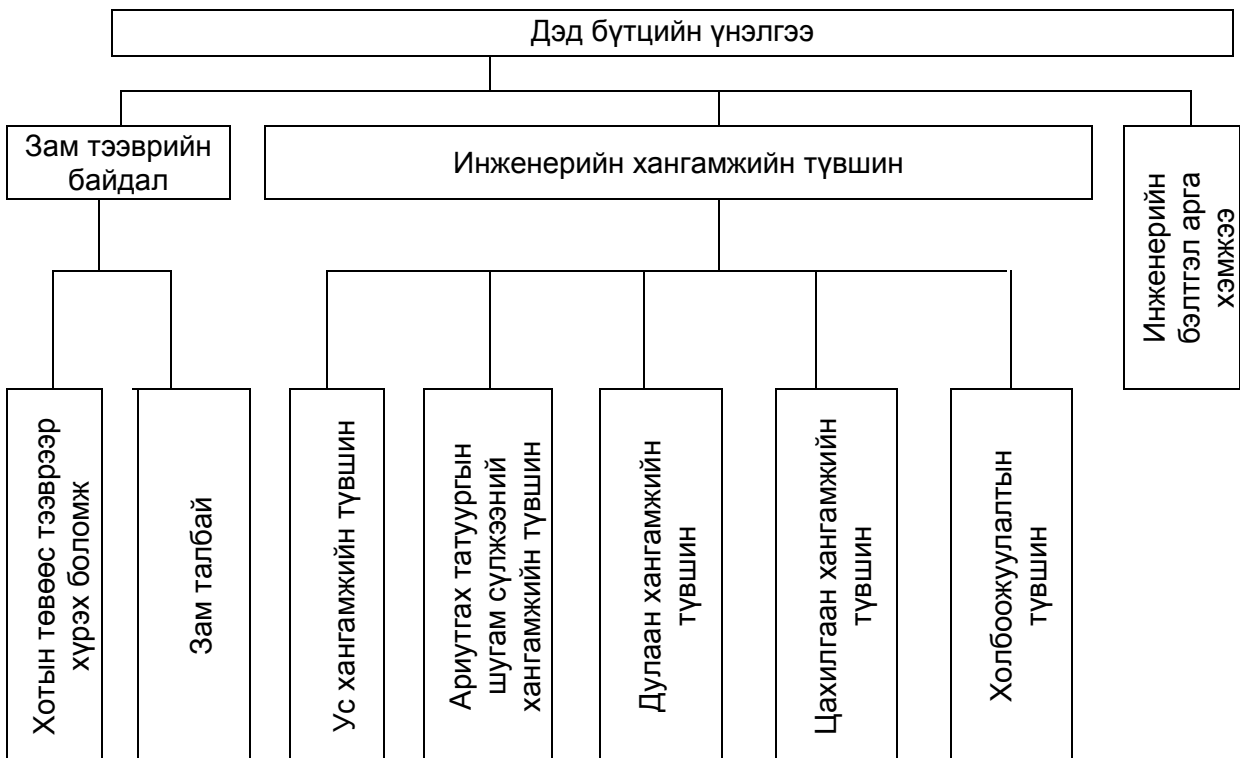 Дэд бүтцийн үнэлгээ
Зам тээврийн
байдал
Инженерийн хангамжийн түвшин
Инженерийн
бэлтгэл арга
хэмжээ
Хотын төвөөс тээврээр
хүрэх боломж
Зам талбай
Ус хангамжийн түвшин
Ариутгах татуургын
шугам сүлжээний
хангамжийн түвшин
Дулаан хангамжийн
түвшин
Цахилгаан хангамжийн
түвшин
Холбоожуулалтын
түвшин